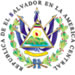 REPUBLICA DE EL SALVADOR EN LA AMERICA CENTRAL